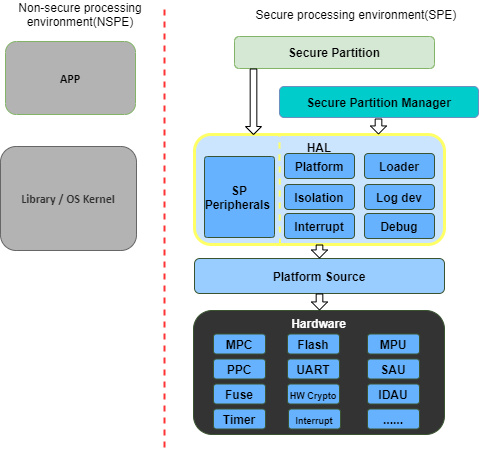 Non-secure processing
environment(NSPE)
Secure processing environment(SPE)
APP
Library / OS Kernel
Secure Partition
Secure Partition Manager
HAL
SP
Peripherals
Platform
Loader
Isolation
Log dev
Interrupt
Debug
Platform Source
Hardware
MPC
Flash
MPU
PPC
UART
SAU
Fuse
HW Crypto
IDAU
Timer
Interrupt
......